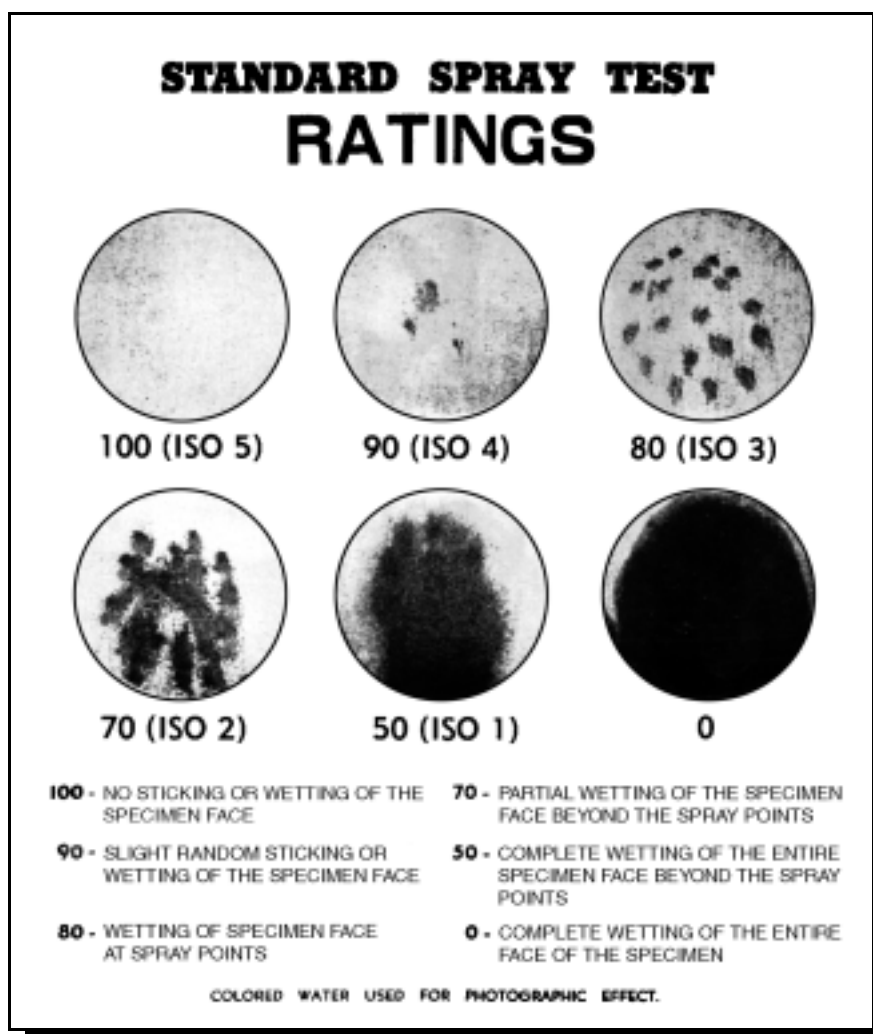 STANDARD SPRAY TEST
RATINGS
100 (ISO 5)
90 (ISO 4)
80 (ISO 3)
70 (ISO 2)
50 (ISO 1)
0
100 - NO STICKING OR WETTING OF THE
SPECIMEN FACE
90 - SLIGHT RANDOM STICKING OR
WETTING OF THE SPECIMEN FACE
80 - WETTING OF SPECIMEN FACE
AT SPRAY POINTS
70 - PARTIAL WETTING OF THE SPECIMEN
FACE BEYOND THE SPRAY POINTS
50 - COMPLETE WETTING OF THE ENTIRE
SPECIMEN FACE BEYOND THE SPRAY
POINTS
0 - COMPLETE WETTING OF THE ENTIRE
FACE OF THE SPECIMEN
COLORED WATER USED FOR PHOTOGRAPHIC EFFECT.